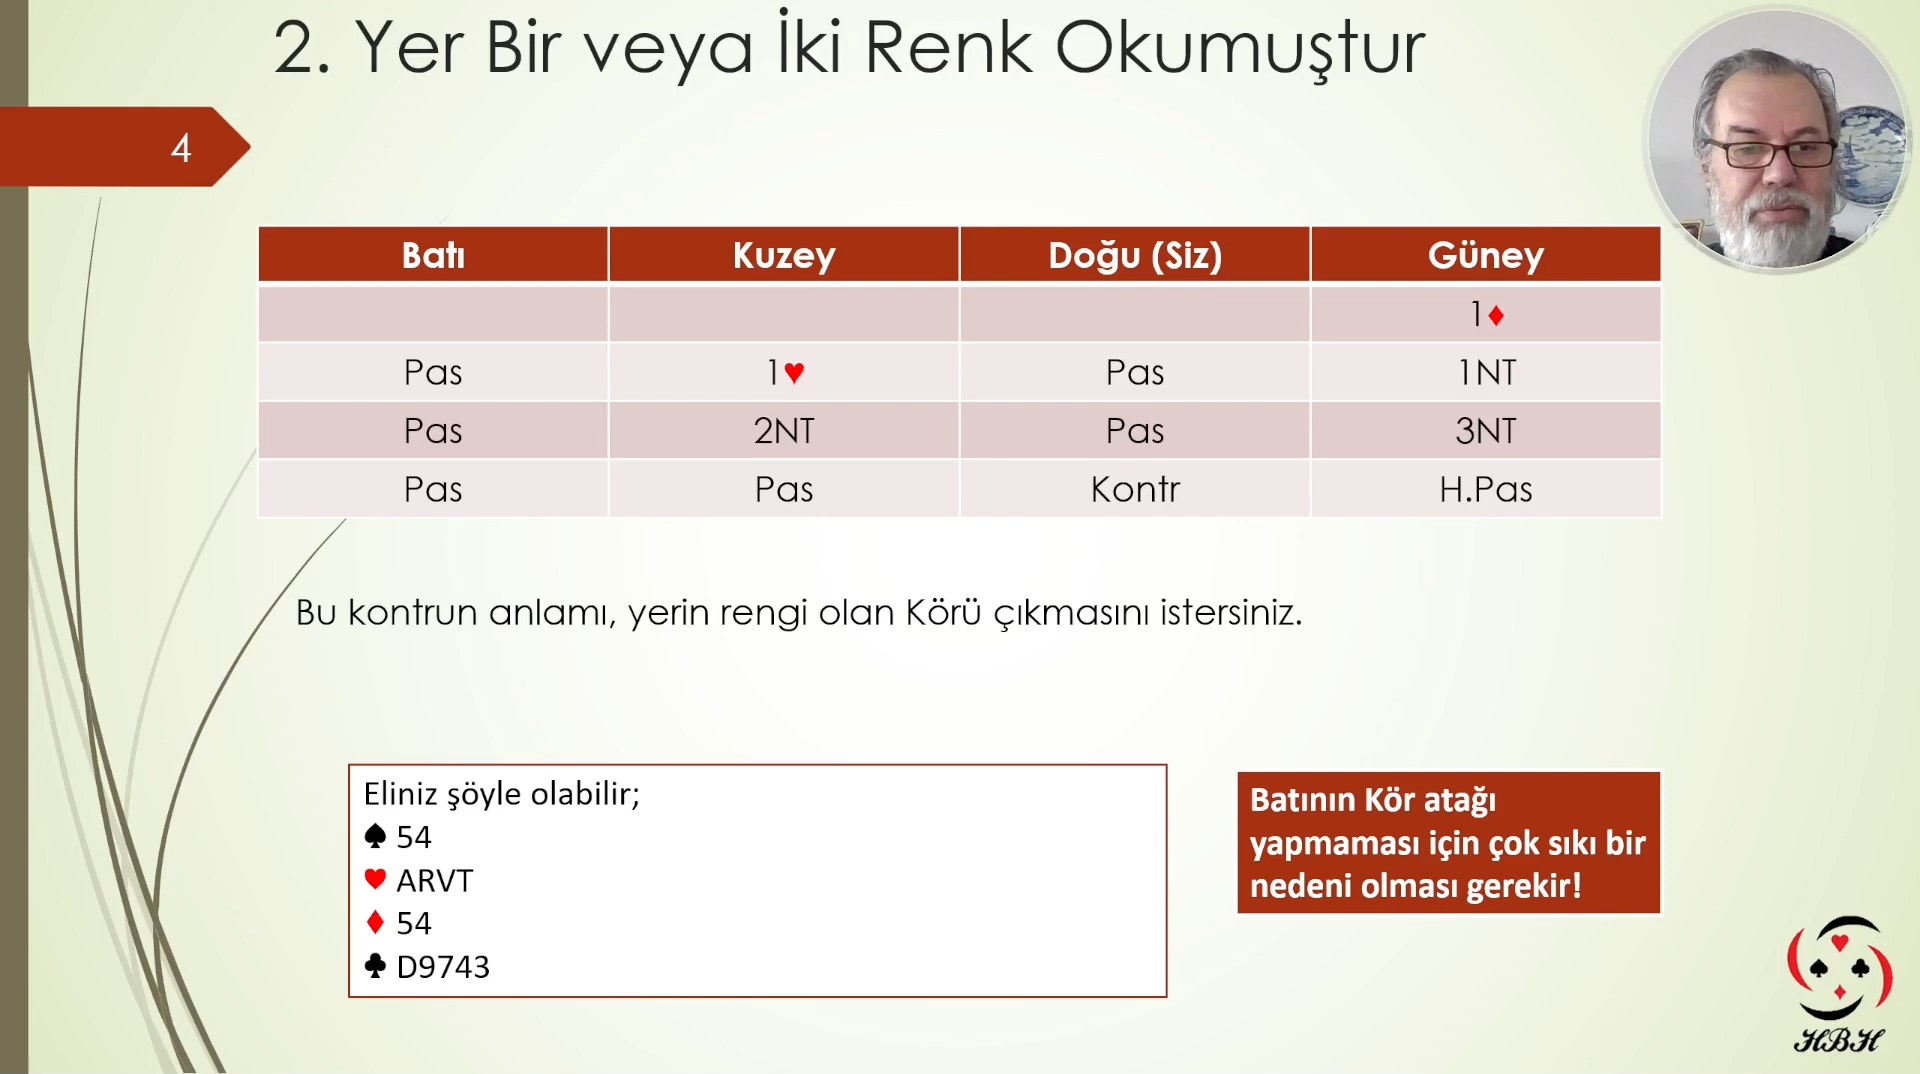 2. Yer Bir veya İki Renk Okumuştur
4
Batı Kuzey Doğu (Siz) Güney
1♦
Pas 1♥ Pas 1NT
Pas 2NT Pas 3NT
Pas Pas Kontr H.Pas
Bu kontrun anlamı, yerin rengi olan Körü çıkmasını istersiniz.
Eliniz şöyle olabilir;
♠ 54
♥ ARVT
♦ 54
♣ D9743
Batının Kör atağı
yapmaması için çok sıkı bir
nedeni olması gerekir!
HBH